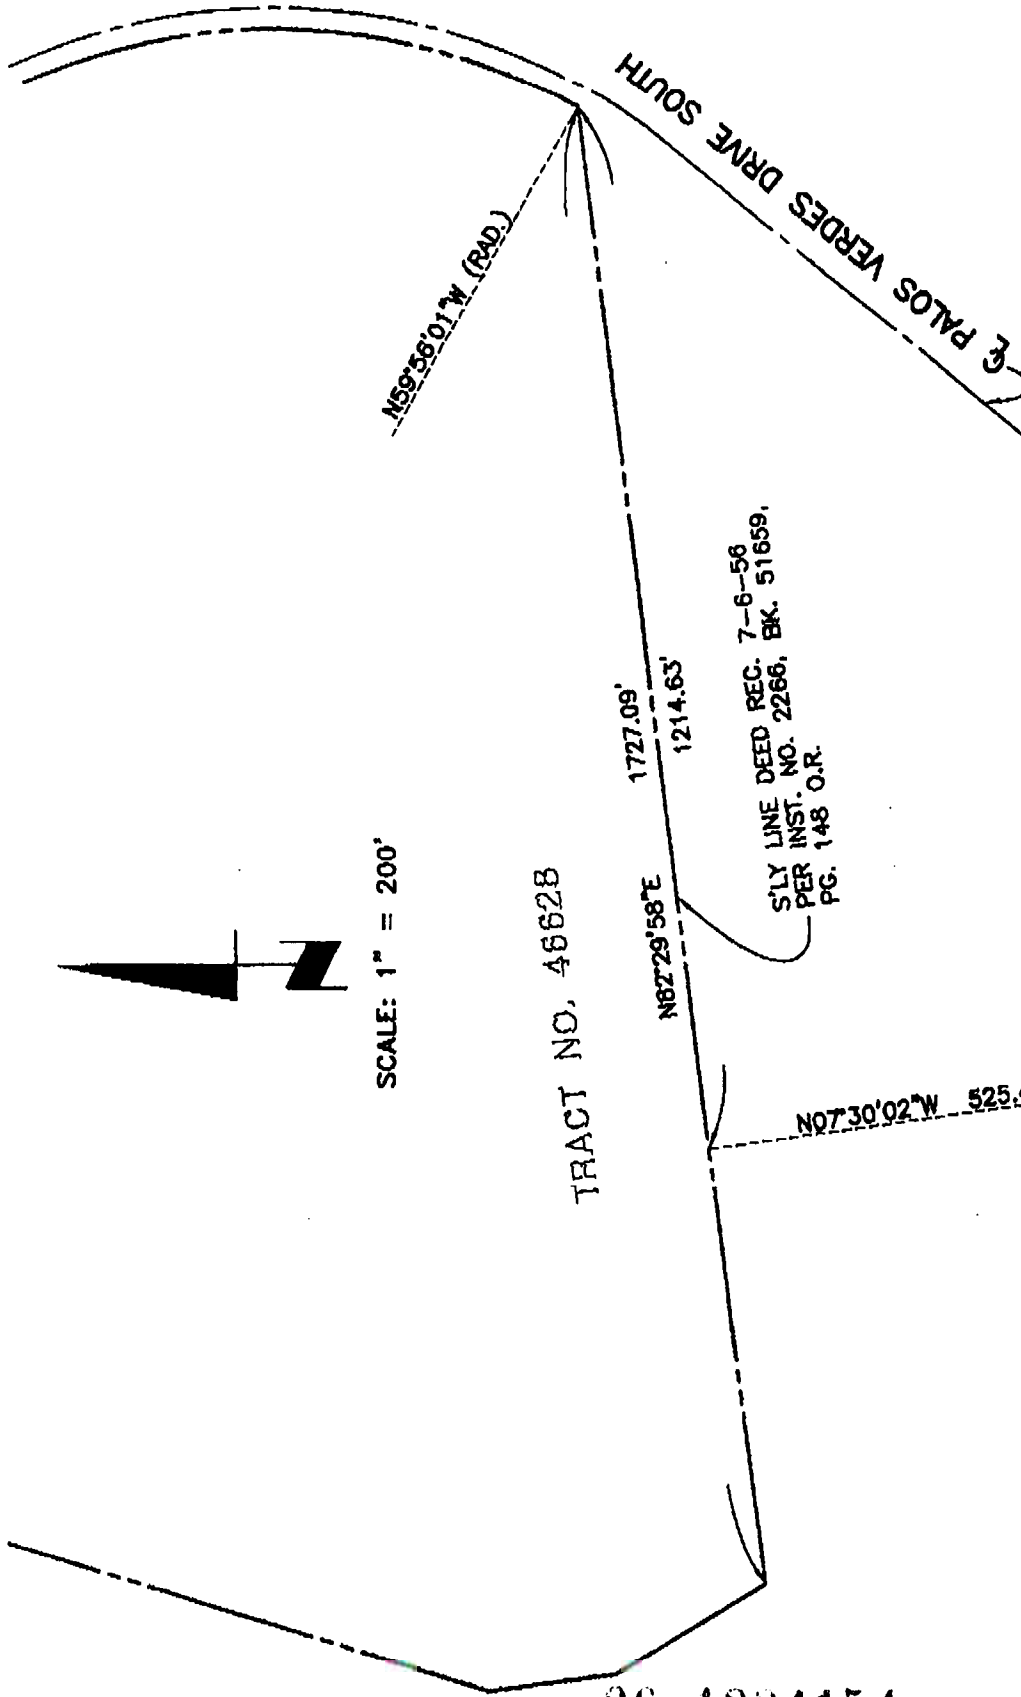 PALOS VERDES DRIVE SOUTH
N59°56'01"W (RAD.)
SCALE: 1" = 200'
TRACT NO. 46628
1727.09'
N82°29'58"E
1214.63'
S'LY LINE DEED REC. 7-6-56
PER INST. NO. 2266, BK. 51659,
PG. 148 O.R.
N07°30'02"W